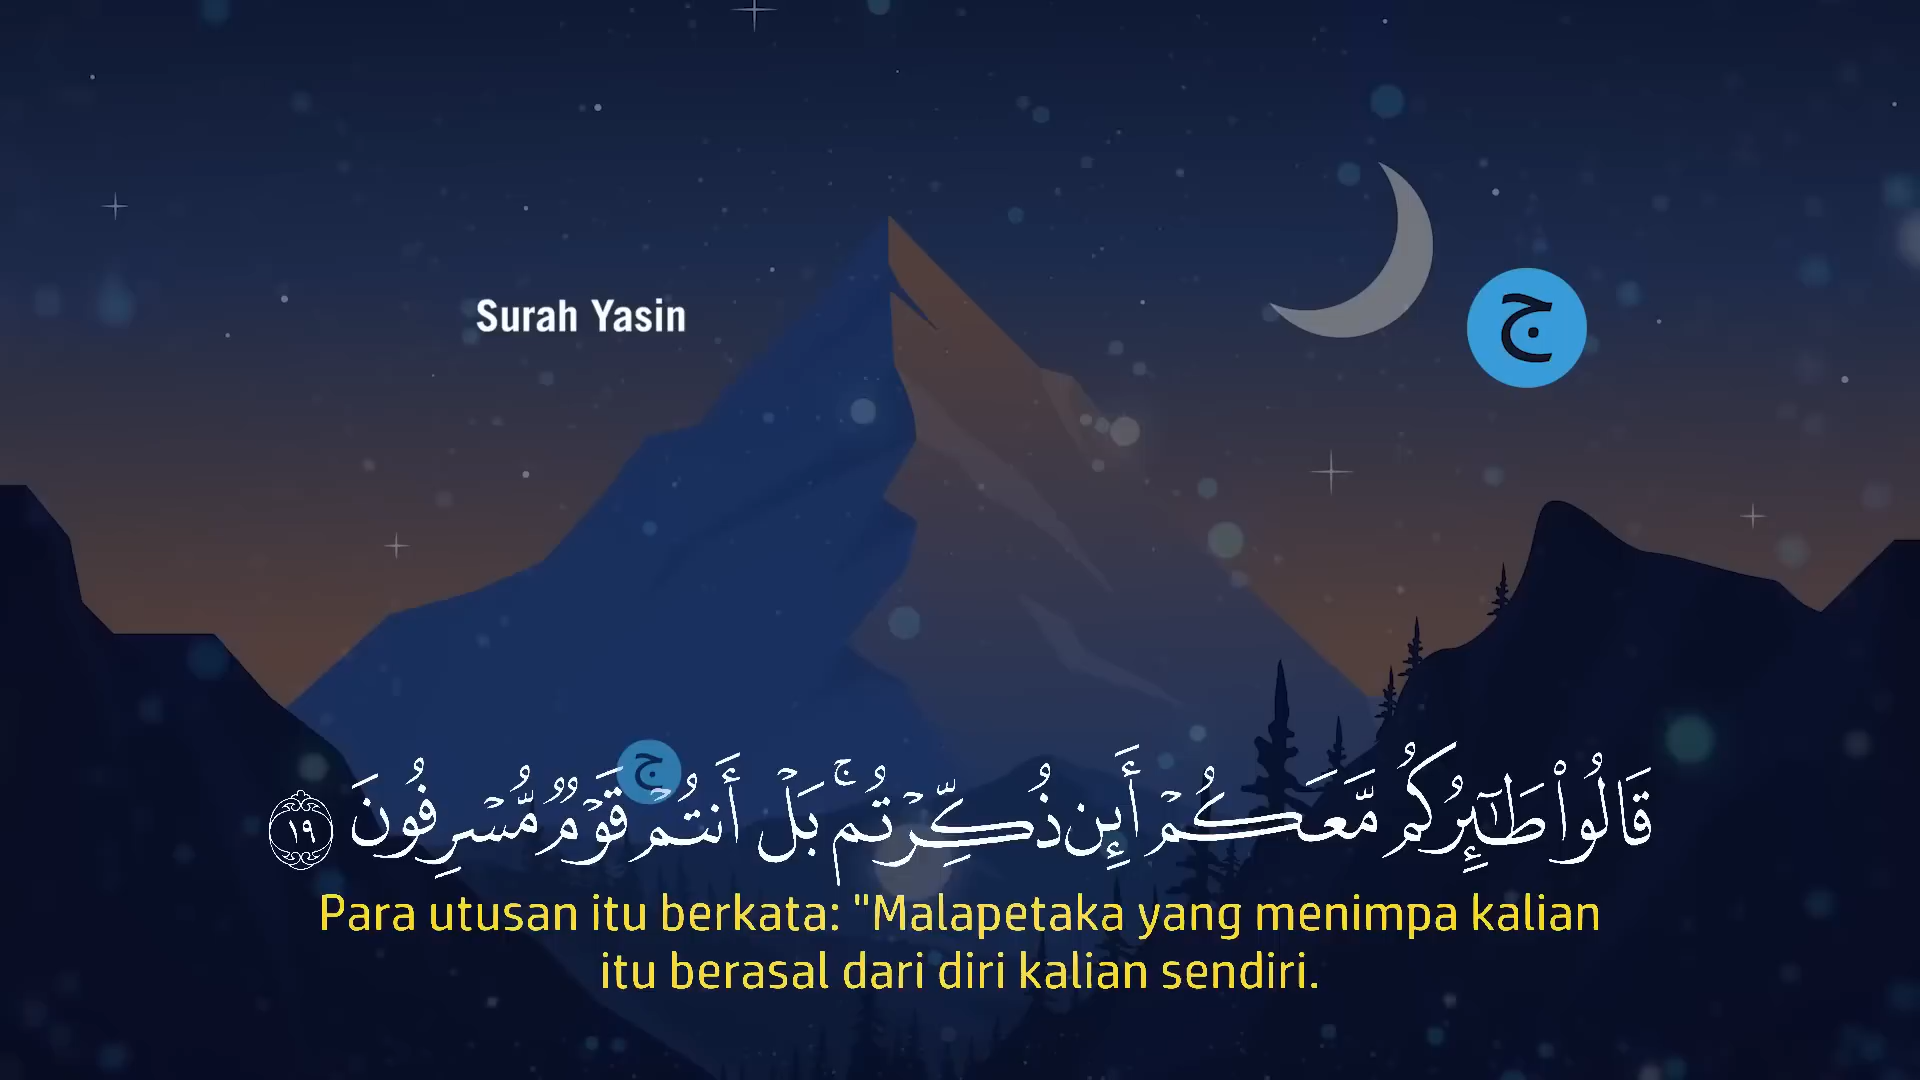 Surah Yasin
ج
ج
قَالُوا۟ طَـٰٓئِرُكُم مَّعَكُمْ أَئِن ذُكِّرْتُم ۚ بَلْ أَنتُمْ قَوْمٌ مُّسْرِفُونَ ١٩
Para utusan itu berkata: "Malapetaka yang menimpa kalian
itu berasal dari diri kalian sendiri.